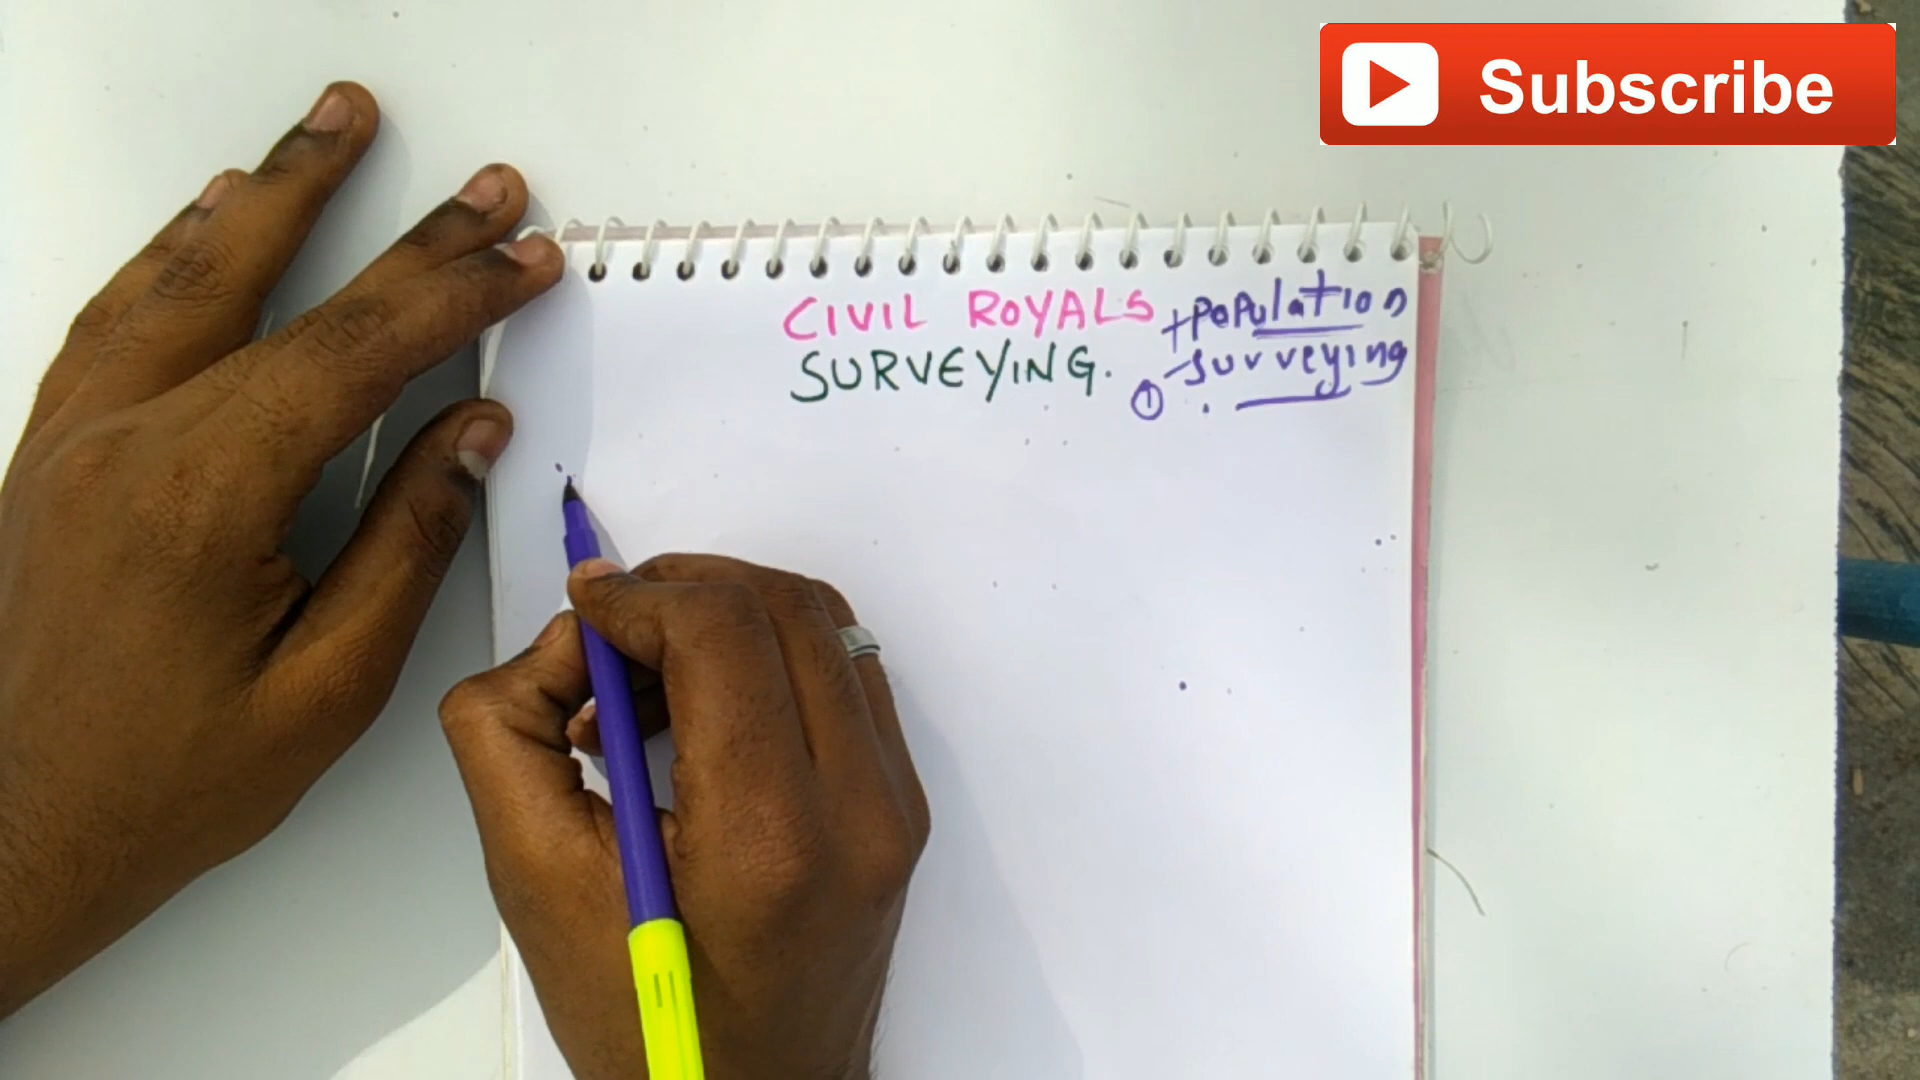 Subscribe
CIVIL ROYALS
SURVEYING.
+population
surveying
①